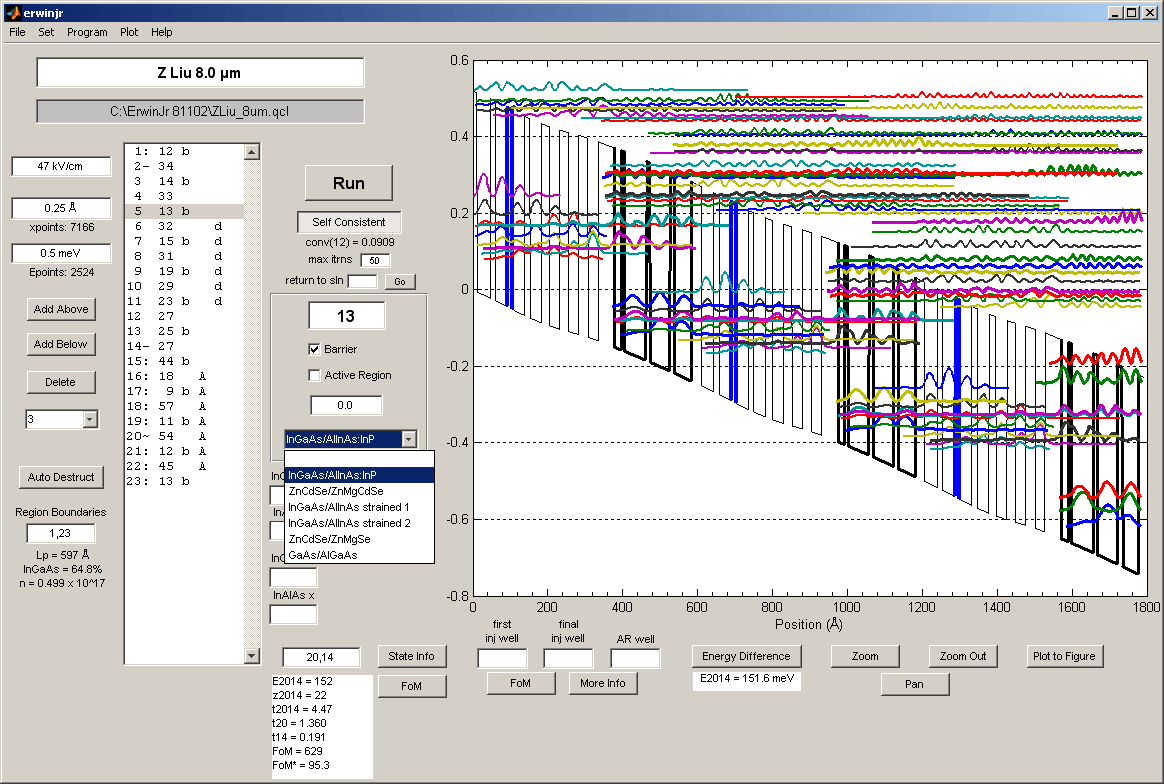 erwinjr
File Set Program Plot Help
Z Liu 8.0 µm
C:\ErwinJr 81102\ZLiu_8um.qcl
47 kV/cm
0.25 Å
xpoints: 7166
0.5 meV
Epoints: 2524
Add Above
Add Below
Delete
3
Auto Destruct
Region Boundaries
1,23
Lp = 597 Å
InGaAs = 64.8%
n = 0.499 x 10^17
1: 12 b
2- 34
3 14 b
4 33
5 13 b
6 32 d
7 15 b d
8 31 d
9 19 b d
10 29 d
11 23 b d
12 27
13 25 b
14- 27
15: 44 b
16: 18 A
17: 9 b A
18: 57 A
19: 11 b A
20~ 54 A
21: 12 b A
22: 45 A
23: 13 b
Run
Self Consistent
conv(12) = 0.0909
max itrns 50
return to sln Go
13
Barrier
Active Region
0.0
InGaAs/AlInAs:InP
InGaAs/AlInAs:InP
ZnCdSe/ZnMgCdSe
InGaAs/AlInAs strained 1
InGaAs/AlInAs strained 2
ZnCdSe/ZnMgSe
GaAs/AlGaAs
InAlAs x
20,14
State Info
FoM
E2014 = 152
z2014 = 22
t2014 = 4.47
t20 = 1.360
t14 = 0.191
FoM = 629
FoM* = 95.3
0.6
0.4
0.2
0
-0.2
-0.4
-0.6
-0.8
0 200 400 600 800 1000 1200 1400 1600 1800
Position (Å)
first inj well
final inj well
AR well
FoM
More Info
Energy Difference
E2014 = 151.6 meV
Zoom
Zoom Out
Pan
Plot to Figure